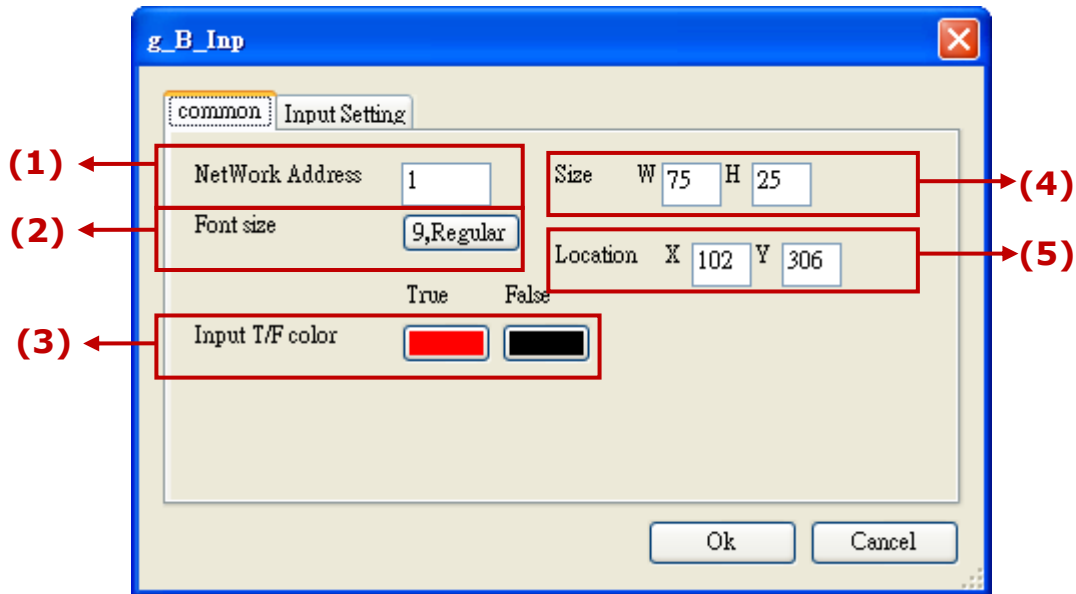 g_B_Inp
common Input Setting
(1) NetWork Address 1 Size W 75 H 25 (4)
(2) Font size 9,Regular
Location X 102 Y 306 (5)
True False
(3) Input T/F color
Ok Cancel